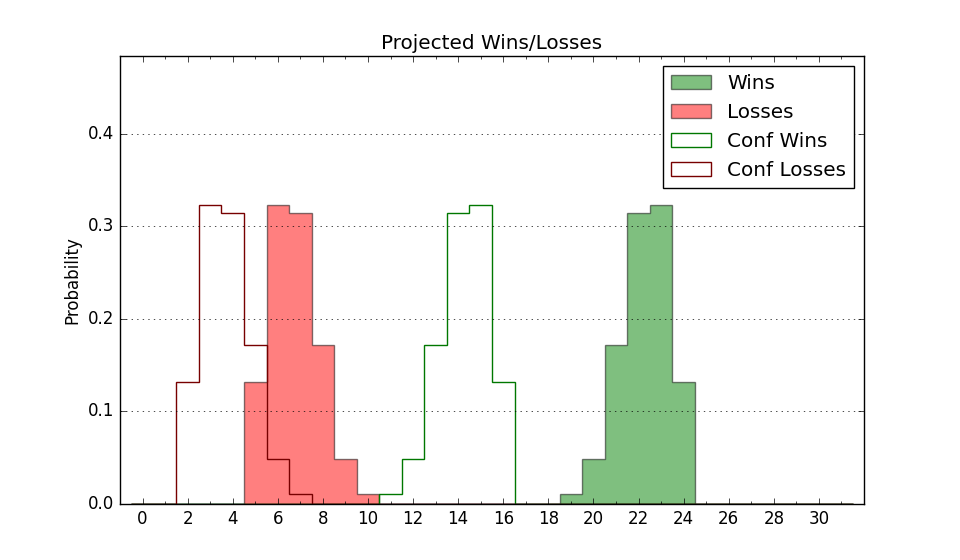 Projected Wins/Losses
Wins
Losses
Conf Wins
Conf Losses
Probability
0.4
0.3
0.2
0.1
0.0
0 2 4 6 8 10 12 14 16 18 20 22 24 26 28 30